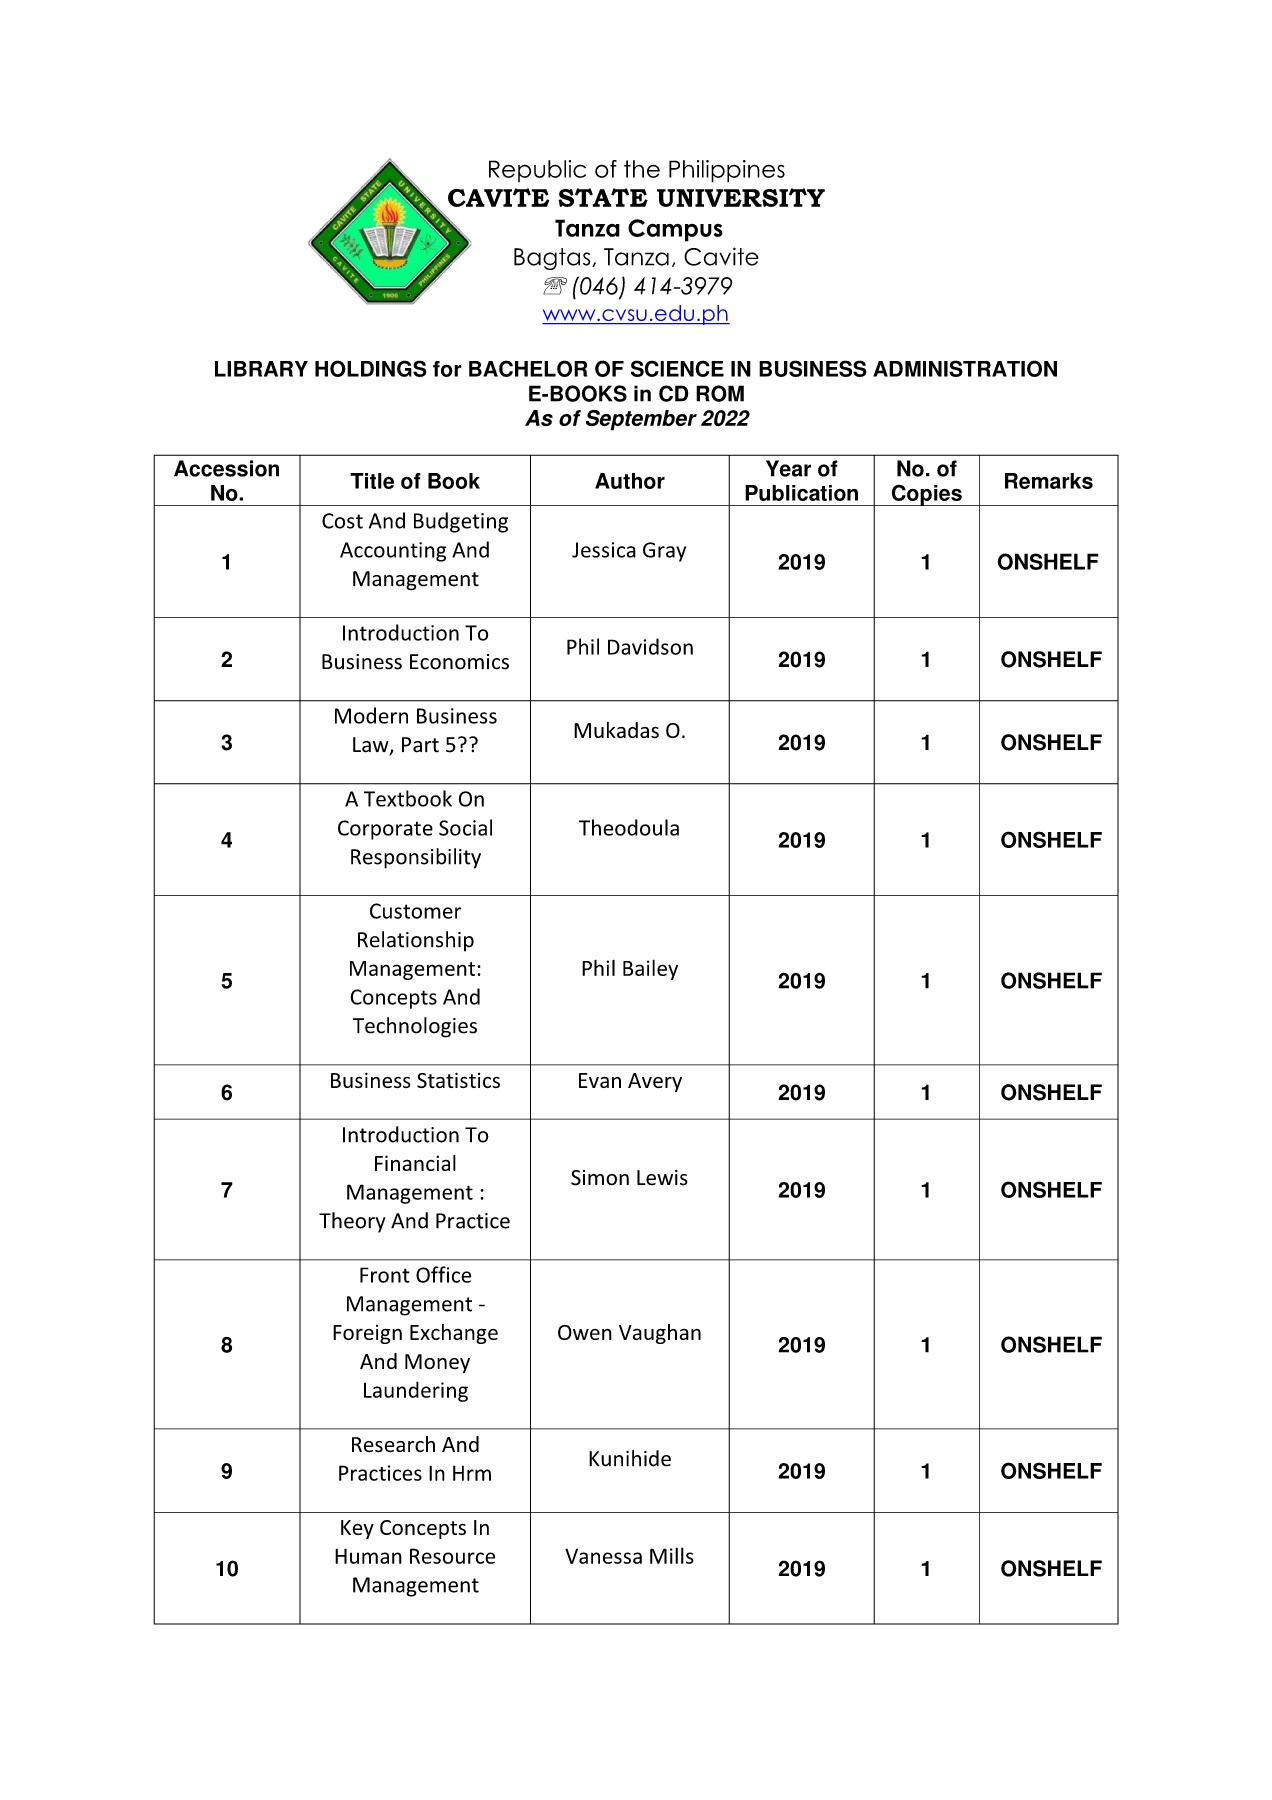 Republic of the Philippines
CAVITE STATE UNIVERSITY
Tanza Campus
Bagtas, Tanza, Cavite
☏ (046) 414-3979
www.cvsu.edu.ph
CAVITE STATE UNIVERSITY
CAVITE PHILIPPINES
1906
LIBRARY HOLDINGS for BACHELOR OF SCIENCE IN BUSINESS ADMINISTRATION
E-BOOKS in CD ROM
As of September 2022
Accession
No.
Title of Book
Author
Year of
Publication
No. of
Copies
Remarks
1
Cost And Budgeting
Accounting And
Management
Jessica Gray
2019
1
ONSHELF
2
Introduction To
Business Economics
Phil Davidson
2019
1
ONSHELF
3
Modern Business
Law, Part 5??
Mukadas O.
2019
1
ONSHELF
4
A Textbook On
Corporate Social
Responsibility
Theodoula
2019
1
ONSHELF
5
Customer
Relationship
Management:
Concepts And
Technologies
Phil Bailey
2019
1
ONSHELF
6
Business Statistics
Evan Avery
2019
1
ONSHELF
7
Introduction To
Financial
Management :
Theory And Practice
Simon Lewis
2019
1
ONSHELF
8
Front Office
Management -
Foreign Exchange
And Money
Laundering
Owen Vaughan
2019
1
ONSHELF
9
Research And
Practices In Hrm
Kunihide
2019
1
ONSHELF
10
Key Concepts In
Human Resource
Management
Vanessa Mills
2019
1
ONSHELF